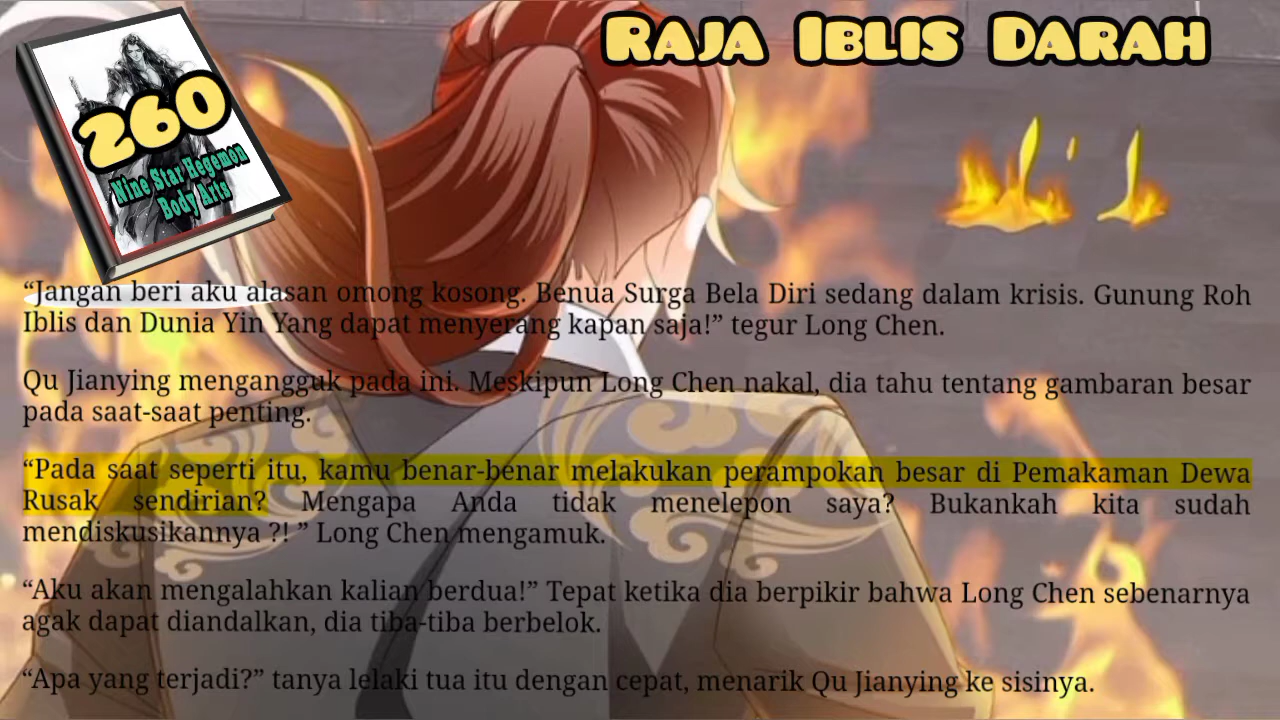 Raja Iblis Darah
260
Nine Star Hegemon
Body Arts
“Jangan beri aku alasan omong kosong. Benua Surga Bela Diri sedang dalam krisis. Gunung Roh
Iblis dan Dunia Yin Yang dapat menyerang kapan saja!” tegur Long Chen.
Qu Jianying mengangguk pada ini. Meskipun Long Chen nakal, dia tahu tentang gambaran besar
pada saat-saat penting.
“Pada saat seperti itu, kamu benar-benar melakukan perampokan besar di Pemakaman Dewa
Rusak sendirian? Mengapa Anda tidak menelepon saya? Bukankah kita sudah
mendiskusikannya ?! ” Long Chen mengamuk.
“Aku akan mengalahkan kalian berdua!” Tepat ketika dia berpikir bahwa Long Chen sebenarnya
agak dapat diandalkan, dia tiba-tiba berbelok.
“Apa yang terjadi?” tanya lelaki tua itu dengan cepat, menarik Qu Jianying ke sisinya.